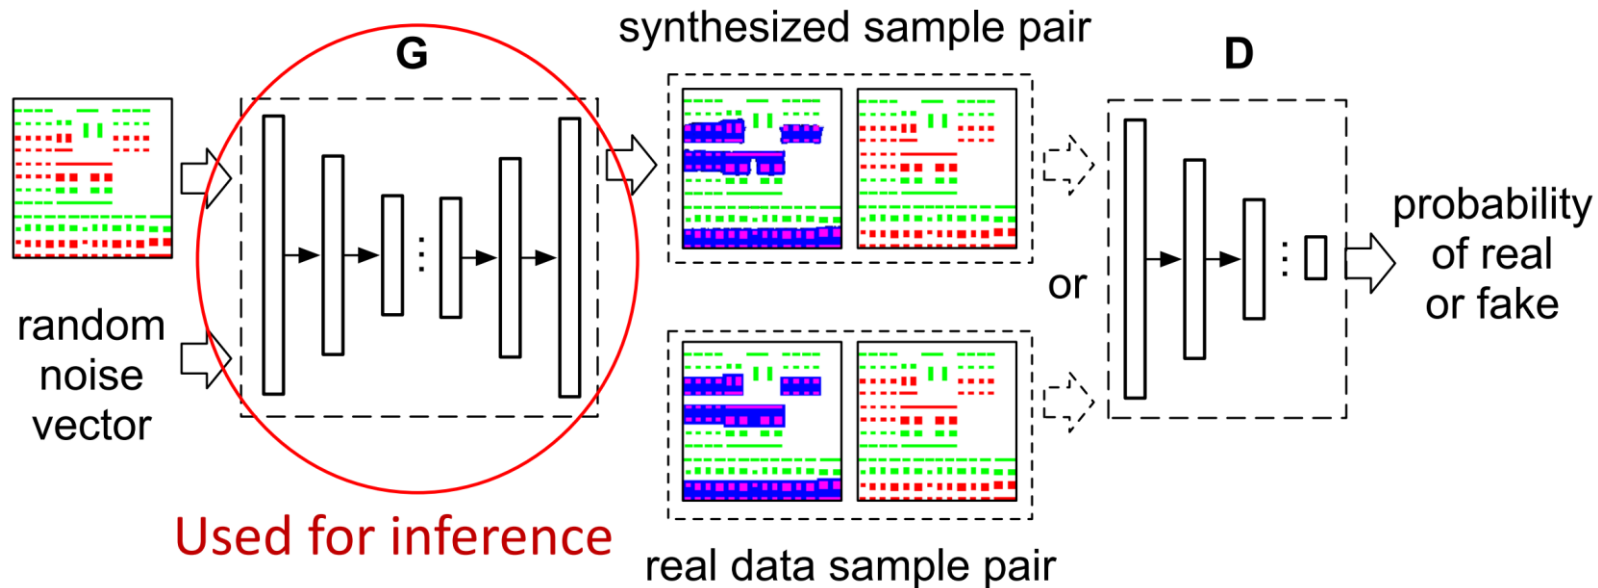 G
synthesized sample pair
D
random
noise
vector
or
probability
of real
or fake
Used for inference
real data sample pair